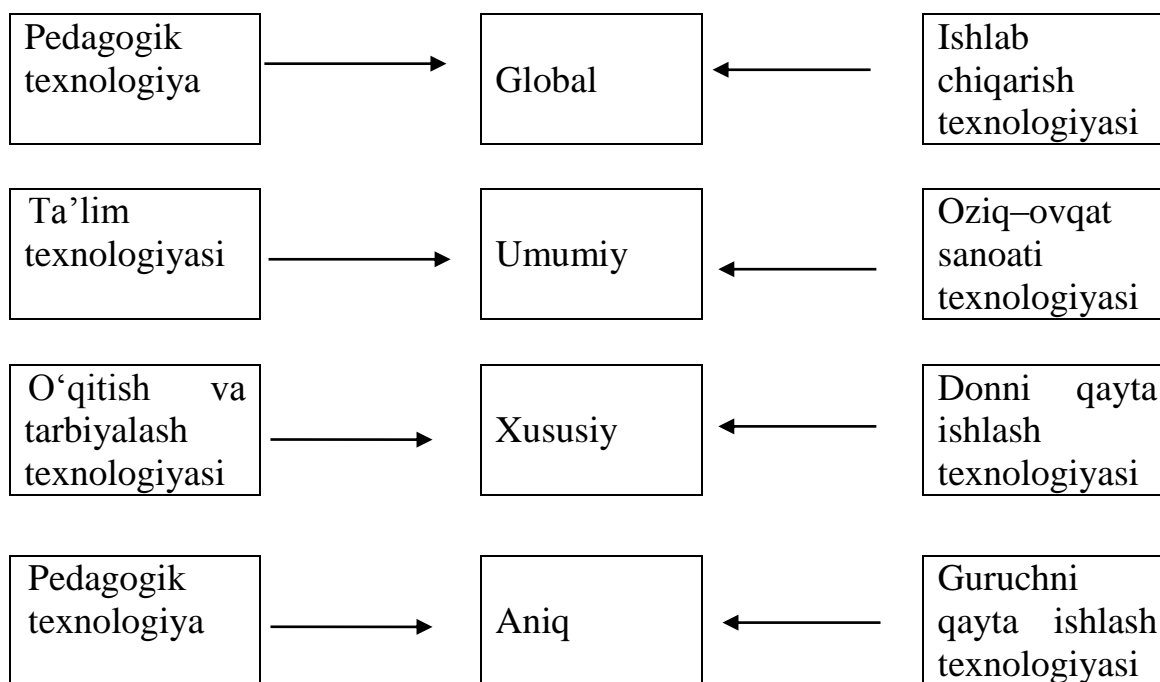 Pedagogik
texnologiya
Global
Ishlab
chiqarish
texnologiyasi
Ta’lim
texnologiyasi
Umumiy
Oziq–ovqat
sanoati
texnologiyasi
O‘qitish va
tarbiyalash
texnologiyasi
Xususiy
Donni qayta
ishlash
texnologiyasi
Pedagogik
texnologiya
Aniq
Guruchni
qayta ishlash
texnologiyasi